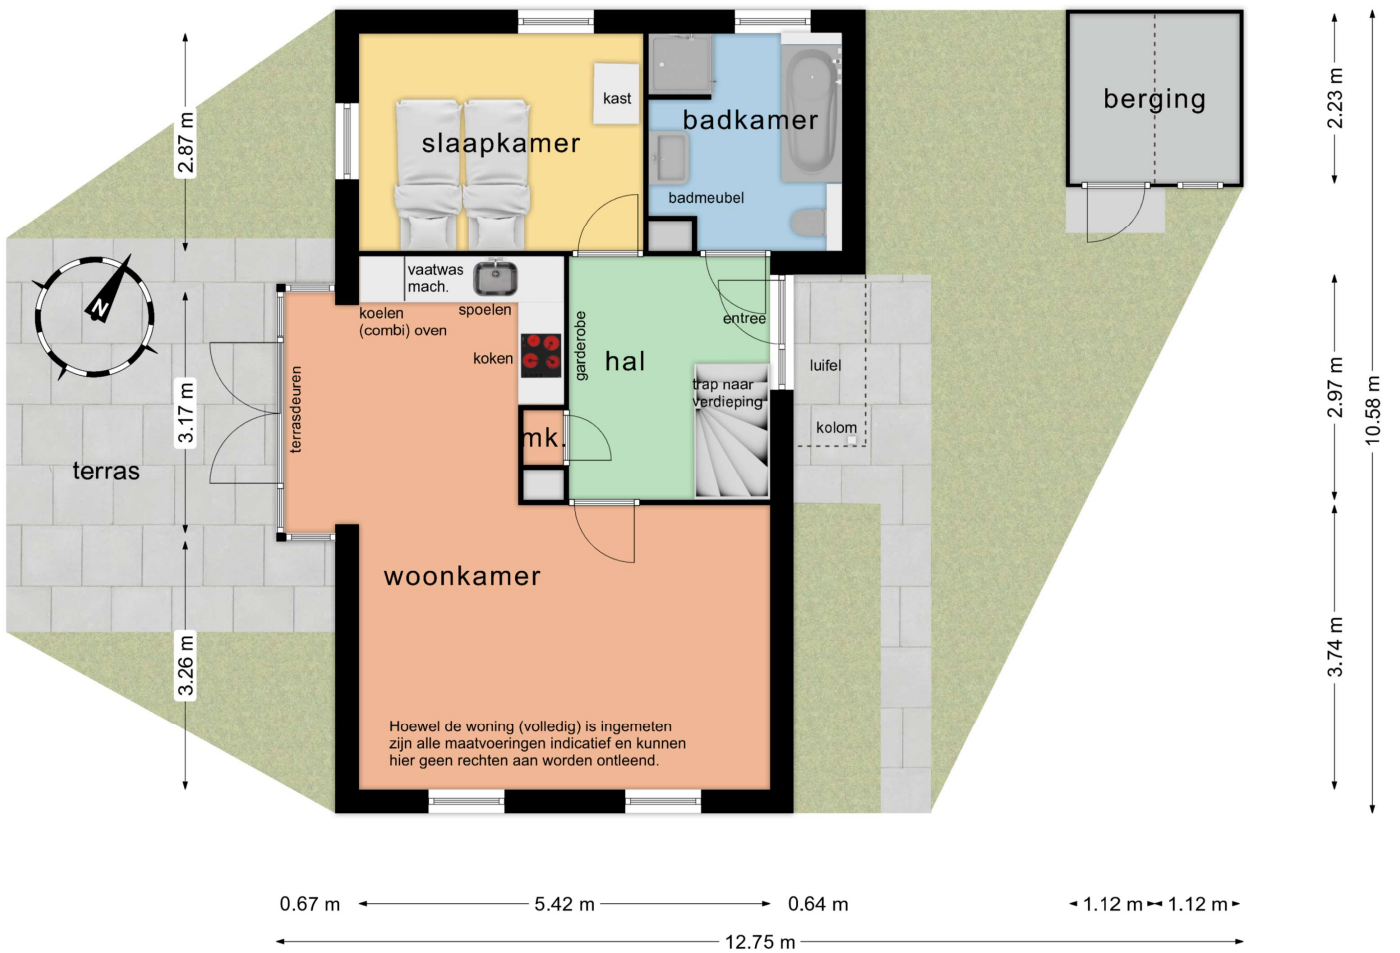 berging
2.23 m
kast
slaapkamer
badkamer
badmeubel
2.87 m
N
vaatwas
mach.
koelen
(combi) oven
spoelen
koken
garderobe
hal
entree
trap naar
verdieping
luifel
kolom
2.97 m
10.58 m
terrasdeuren
3.17 m
terras
mk.
woonkamer
3.26 m
3.74 m
Hoewel de woning (volledig) is ingemeten
zijn alle maatvoeringen indicatief en kunnen
hier geen rechten aan worden ontleend.
0.67 m
5.42 m
0.64 m
1.12 m
1.12 m
12.75 m